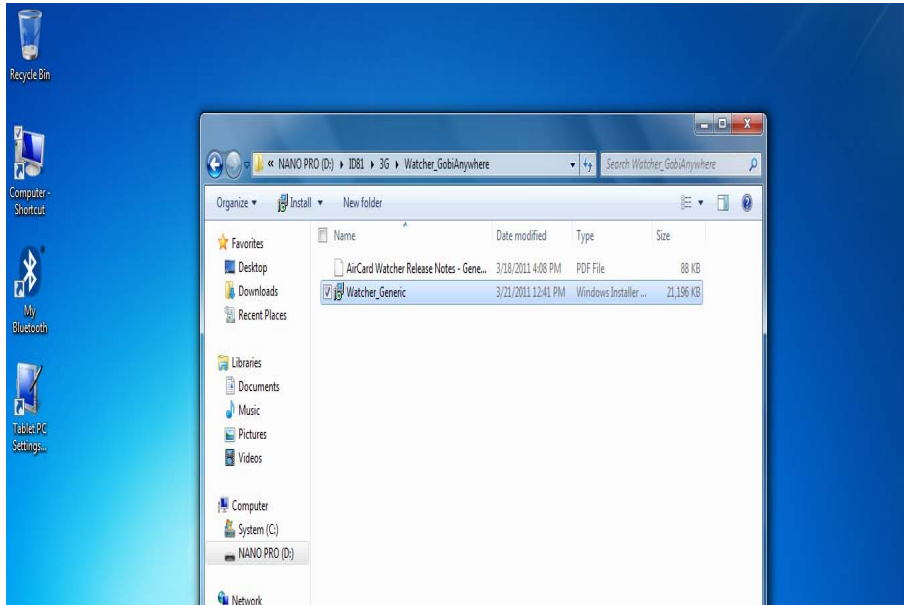 Recycle Bin
Computer -
Shortcut
My
Bluetooth
Tablet PC
Settings...
« NANO PRO (D:) ▸ ID81 ▸ 3G ▸ Watcher_GobiAnywhere
Search Watcher_GobiAnywhere
Organize
Install
New folder
Name Date modified Type Size
AirCard Watcher Release Notes - Gene... 3/18/2011 4:08 PM PDF File 88 KB
Watcher_Generic 3/21/2011 12:41 PM Windows Installer ... 21,196 KB
Favorites
Desktop
Downloads
Recent Places
Libraries
Documents
Music
Pictures
Videos
Computer
System (C:)
NANO PRO (D:)
Network